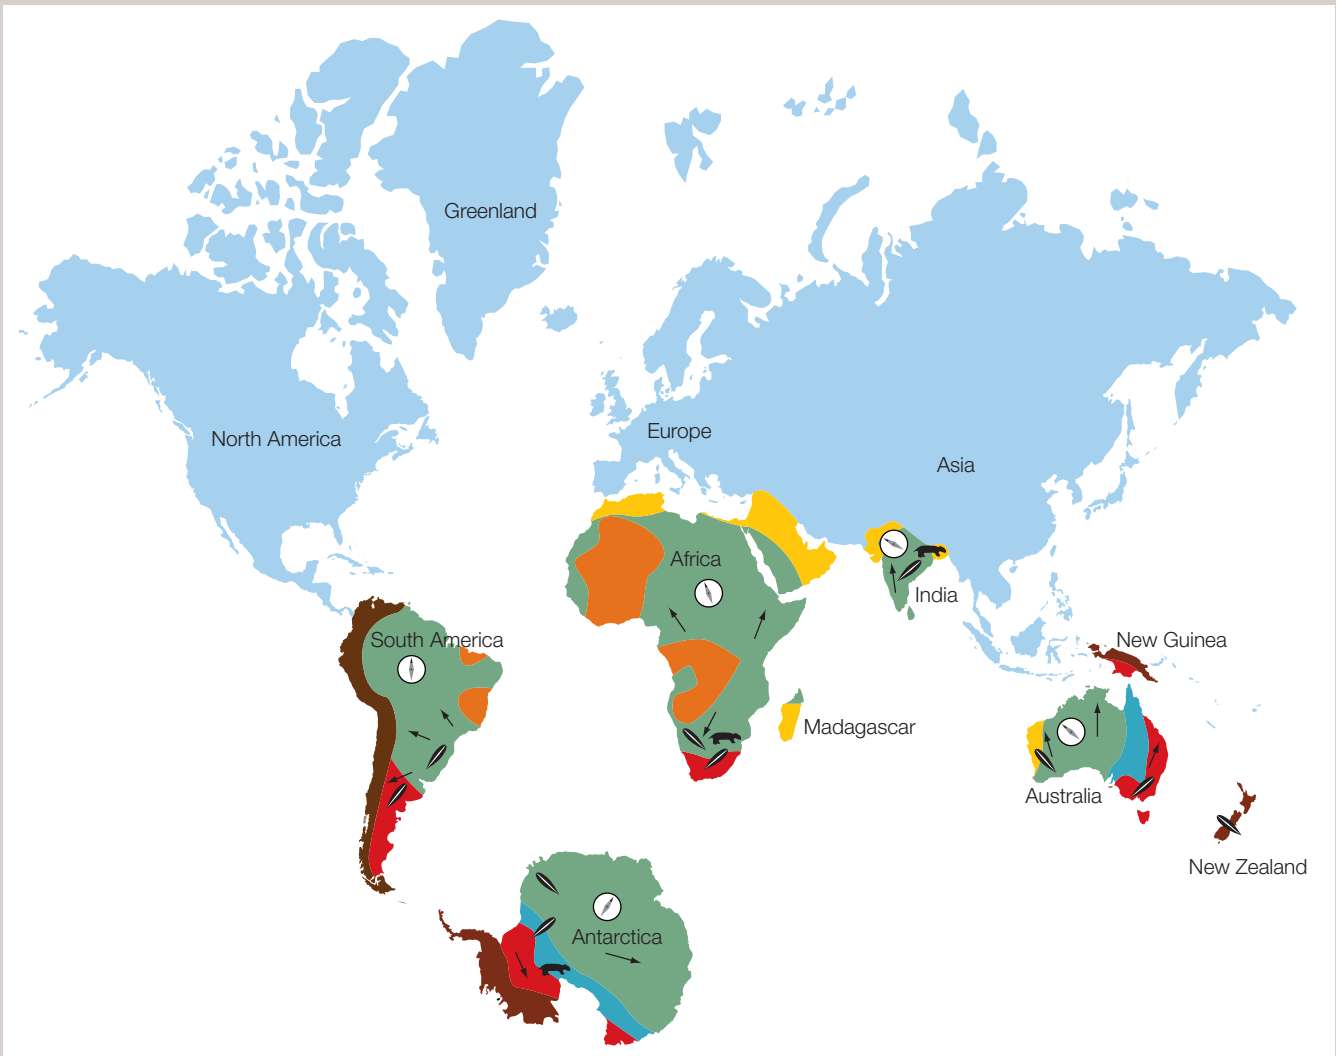 Greenland
North America
Europe
Asia
Africa
India
South America
New Guinea
Madagascar
Australia
New Zealand
Antarctica